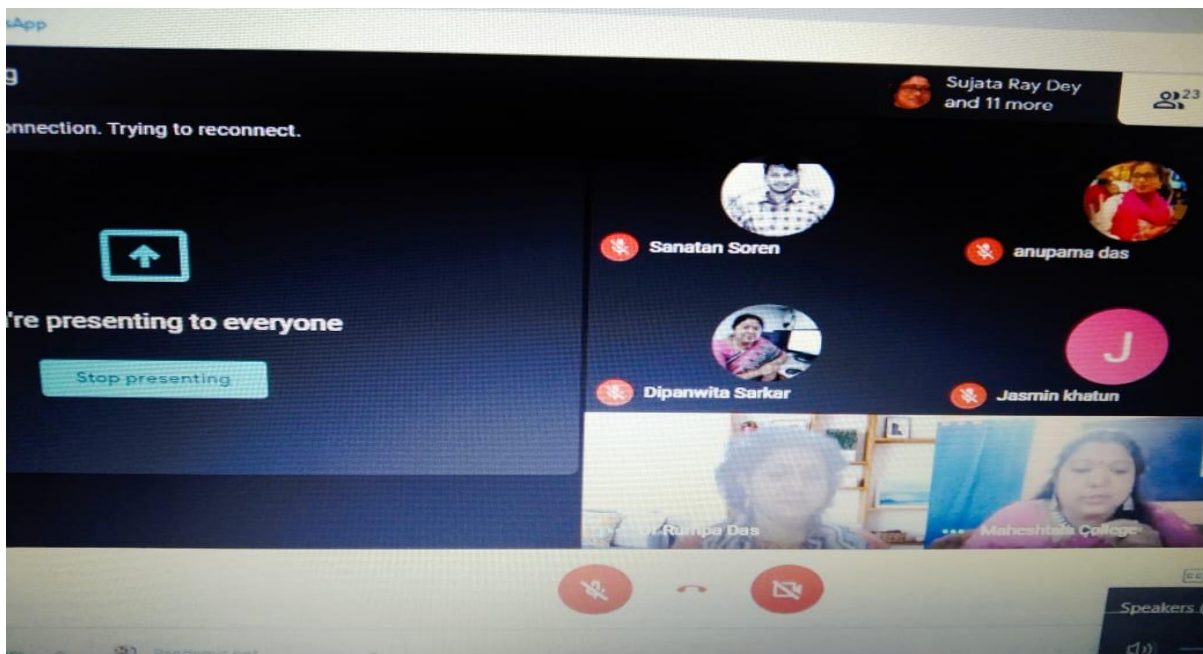 sApp
g
Sujata Ray Dey
and 11 more
23
onnection. Trying to reconnect.
Sanatan Soren
anupama das
're presenting to everyone
Stop presenting
Dipanwita Sarkar
J
Jasmin khatun
Rumpa Das
Maheshtala College
Speakers